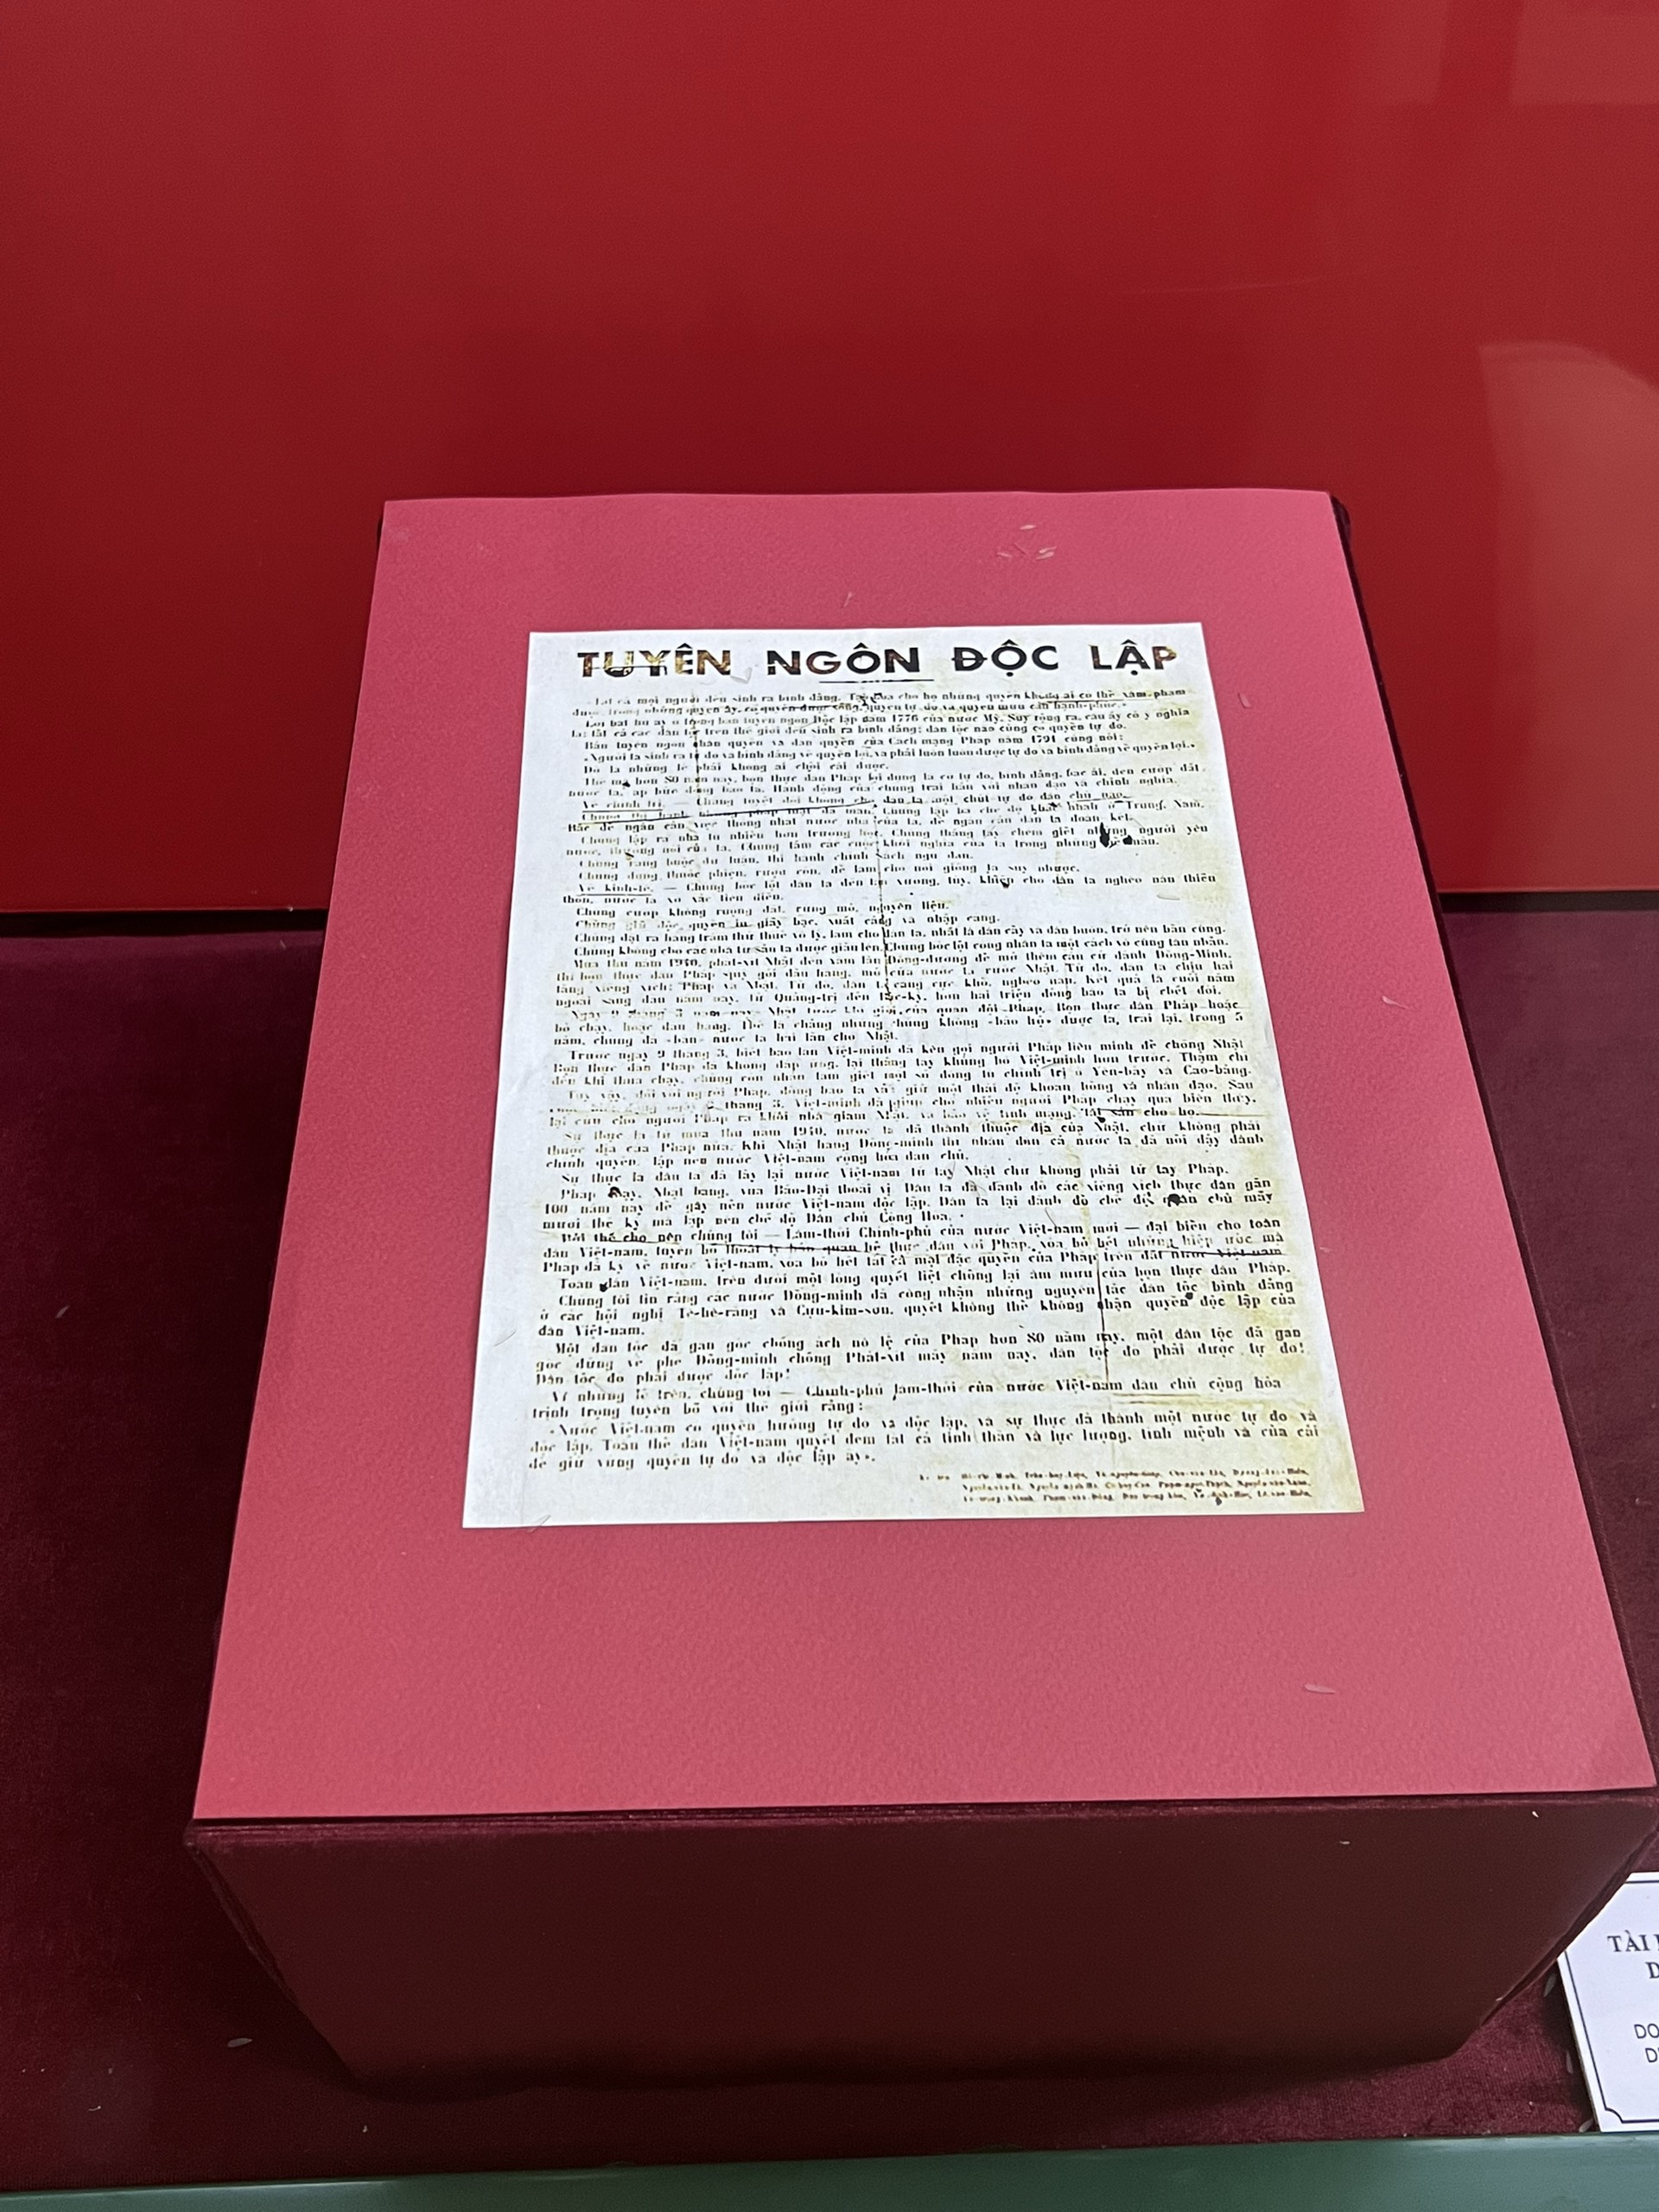 TUYÊN NGÔN ĐỘC LẬP
Tất cả mọi người đều sinh ra bình đẳng. Tạo hóa cho họ những quyền không ai có thể xâm phạm
được, trong những quyền ấy, có quyền được sống, quyền tự do và quyền mưu cầu hạnh-phúc.»
Lời bất hủ ấy ở trong bản tuyên ngôn Độc lập năm 1776 của nước Mỹ. Suy rộng ra, câu ấy có ý nghĩa
là: tất cả các dân tộc trên thế giới đều sinh ra bình đẳng; dân tộc nào cũng có quyền tự do.
Bản tuyên ngôn nhân quyền và dân quyền của Cách mạng Pháp năm 1791 cũng nói:
«Người ta sinh ra tự do và bình đẳng về quyền lợi, và phải luôn luôn được tự do và bình đẳng về quyền lợi.»
Đó là những lẽ phải không ai chối cãi được.
Thế mà hơn 80 năm nay, bọn thực dân Pháp lợi dụng lá cờ tự do, bình đẳng, bác ái, đến cướp đất
nước ta, áp bức đồng bào ta. Hành động của chúng trái hẳn với nhân đạo và chính nghĩa.
Về chính trị. — Chúng tuyệt đối không cho dân ta một chút tự do dân chủ nào.
Chúng thi hành những pháp luật dã man. Chúng lập ba chế độ khác nhau ở Trung, Nam,
Bắc để ngăn cản việc thống nhất nước nhà của ta, để ngăn cản dân ta đoàn kết.
Chúng lập ra nhà tù nhiều hơn trường học. Chúng thẳng tay chém giết những người yêu
nước, thương nòi của ta. Chúng tắm các cuộc khởi nghĩa của ta trong những bể máu.
Chúng ràng buộc dư luận, thi hành chính sách ngu dân.
Chúng dùng thuốc phiện, rượu cồn, để làm cho nòi giống ta suy nhược.
Về kinh-tế. — Chúng bóc lột dân ta đến tận xương, tủy, khiến cho dân ta nghèo nàn thiếu
thốn, nước ta xơ xác tiêu điều.
Chúng cướp không ruộng đất, rừng mỏ, nguyên liệu.
Chúng giữ độc quyền in giấy bạc, xuất cảng và nhập cảng.
Chúng đặt ra hàng trăm thứ thuế vô lý, làm cho dân ta, nhất là dân cày và dân buôn, trở nên bần cùng.
Chúng không cho các nhà tư sản ta được giàu lên. Chúng bóc lột công nhân ta một cách vô cùng tàn nhẫn.
Mùa thu năm 1940, phát-xít Nhật đến xâm lăn Đông-dương để mở thêm căn cứ đánh Đồng-Minh,
thì bọn thực dân Pháp quỳ gối đầu hàng, mở cửa nước ta rước Nhật. Từ đó, dân ta chịu hai
tầng xiềng xích: Pháp và Nhật. Từ đó, dân ta càng cực khổ, nghèo nàn. Kết quả là cuối năm
ngoái sang đầu năm nay, từ Quảng-trị đến Bắc-kỳ, hơn hai triệu đồng bào ta bị chết đói.
Ngày 9 tháng 3 năm nay, Nhật tước khí giới của quân đội Pháp. Bọn thực dân Pháp hoặc
bỏ chạy, hoặc đầu hàng. Thế là chẳng những chúng không «bảo hộ» được ta, trái lại, trong 5
năm, chúng đã «bán» nước ta hai lần cho Nhật.
Trước ngày 9 tháng 3, biết bao lần Việt-minh đã kêu gọi người Pháp liên minh để chống Nhật
Bọn thực dân Pháp đã không đáp ứng, lại thẳng tay khủng bố Việt-minh hơn trước. Thậm chí
đến khi thua chạy, chúng còn nhẫn tâm giết một số đông tù chính trị ở Yên-báy và Cao-bằng.
Tuy vậy, đối với người Pháp, đồng bào ta vẫn giữ một thái độ khoan hồng và nhân đạo. Sau
ngày 9 tháng 3, Việt-minh đã giúp cho nhiều người Pháp chạy qua biên thùy,
lại cứu cho người Pháp ra khỏi nhà giam Nhật, và bảo vệ tính mạng, tài sản cho họ.
Sự thực là từ mùa thu năm 1940, nước ta đã thành thuộc địa của Nhật, chứ không phải
thuộc địa của Pháp nữa. Khi Nhật hàng Đồng-minh thì nhân dân cả nước ta đã nổi dậy dành
chính quyền, lập nên nước Việt-nam cộng hòa dân chủ.
Sự thực là dân ta đã lấy lại nước Việt-nam từ tay Nhật chứ không phải từ tay Pháp.
Pháp chạy, Nhật hàng, vua Bảo-Đại thoái vị. Dân ta đã đánh đổ các xiềng xích thực dân gần
100 năm nay để gây nên nước Việt-nam độc lập. Dân ta lại đánh đổ chế độ quân chủ mấy
mươi thế kỷ mà lập nên chế độ Dân chủ Cộng Hòa.
Bởi thế cho nên chúng tôi — Lâm-thời Chính-phủ của nước Việt-nam mới — đại biểu cho toàn
dân Việt-nam, tuyên bố thoát ly hẳn quan hệ thực dân với Pháp, xóa bỏ hết những hiệp ước mà
Pháp đã ký về nước Việt-nam, xóa bỏ hết tất cả mọi đặc quyền của Pháp trên đất nước Việt-nam
Toàn dân Việt-nam, trên dưới một lòng quyết liệt chống lại âm mưu của bọn thực dân Pháp.
Chúng tôi tin rằng các nước Đồng-minh đã công nhận những nguyên tắc dân tộc bình đẳng
ở các hội nghị Tê-hê-răng và Cựu-kim-sơn, quyết không thể không nhận quyền độc lập của
dân Việt-nam.
Một dân tộc đã gan góc chống ách nô lệ của Pháp hơn 80 năm nay, một dân tộc đã gan
góc đứng về phe Đồng-minh chống Phát-xít mấy năm nay, dân tộc đó phải được tự do!
Dân tộc đó phải được độc lập!
Vì những lẽ trên, chúng tôi — Chính-phủ lâm-thời của nước Việt-nam dân chủ cộng hòa
trịnh trọng tuyên bố với thế giới rằng:
«Nước Việt-nam có quyền hưởng tự do và độc lập, và sự thực đã thành một nước tự do và
độc lập. Toàn thể dân Việt-nam quyết đem tất cả tinh thần và lực lượng, tính mệnh và của cải
để giữ vững quyền tự do và độc lập ấy».
Hồ-chí-Minh, Trần-huy-Liệu, Võ-nguyên-Giáp, Chu-văn-Tấn, Dương-đức-Hiền,
Nguyễn-văn-Tố, Nguyễn-mạnh-Hà, Cù-huy-Cận, Phạm-ngọc-Thạch, Nguyễn-văn-Xuân,
Vũ-trọng-Khánh, Phạm-văn-Đồng, Đào-trọng-Kim, Vũ-đình-Hòe, Lê-văn-Hiến,
TÀI
DO